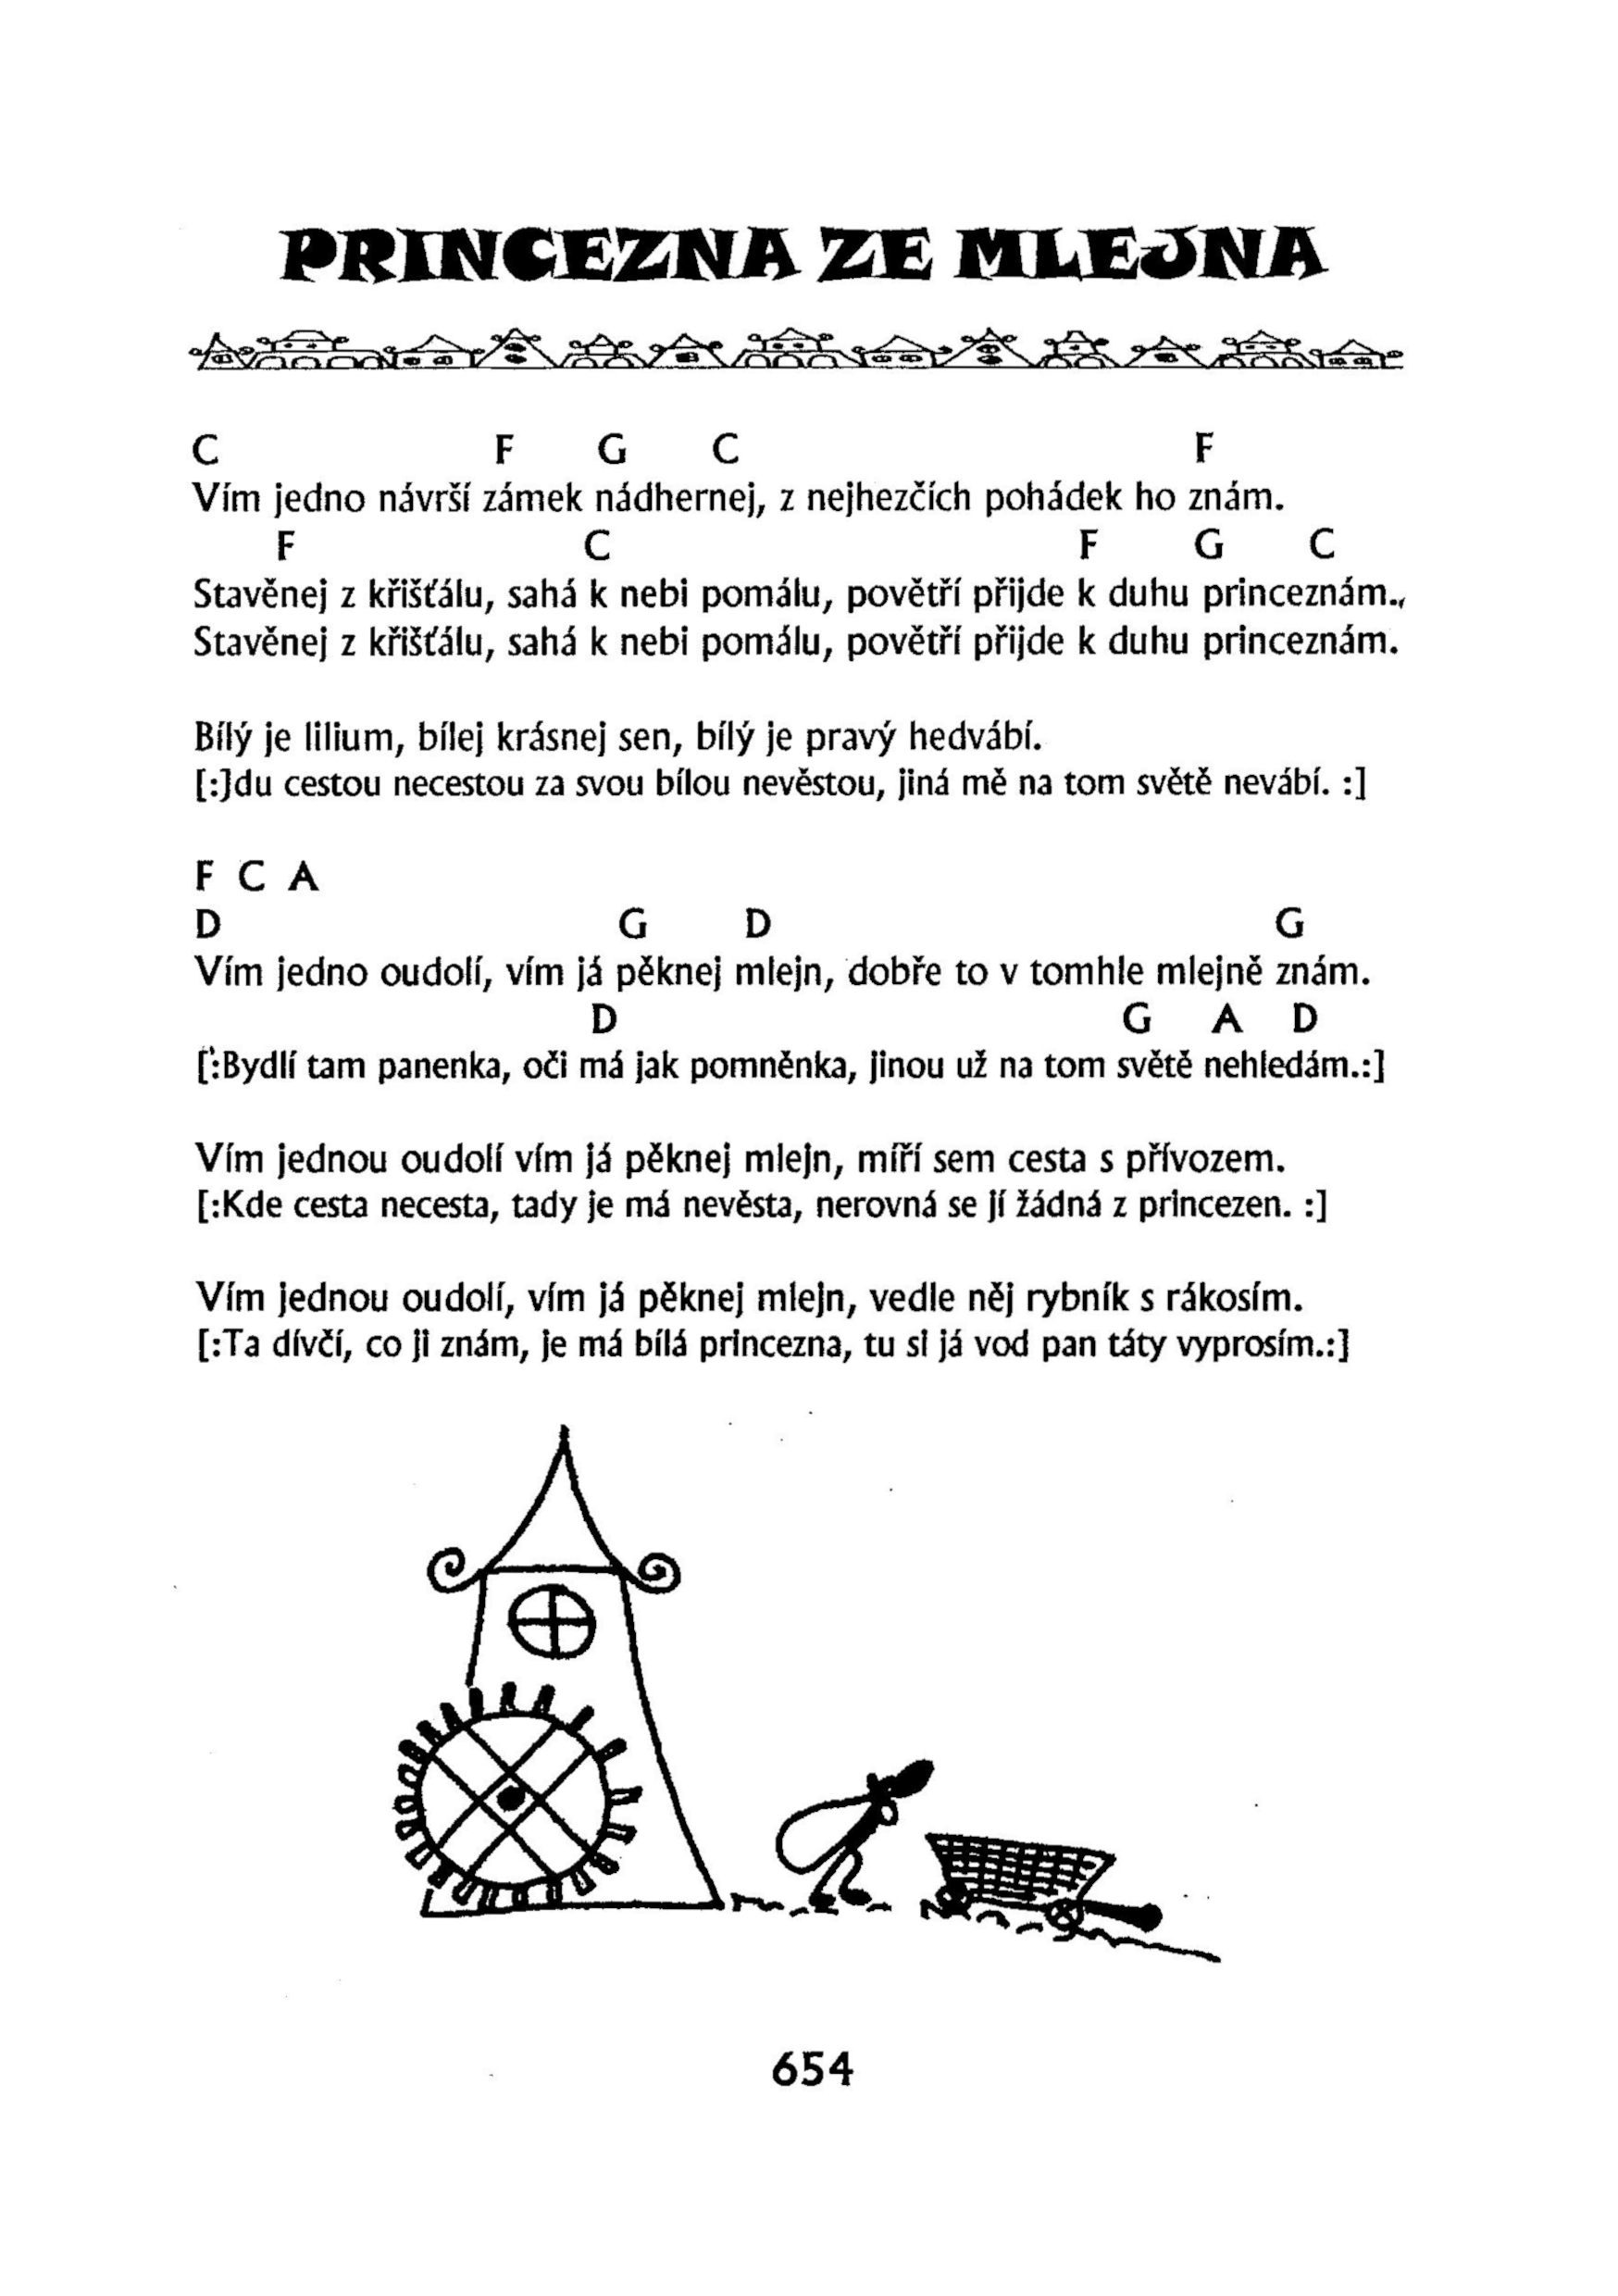 PRINCEZNA ZE MLEJNA
C F G C F
Vím jedno návrší zámek nádhernej, z nejhezčích pohádek ho znám.
F C F G C
Stavěnej z křišťálu, sahá k nebi pomálu, povětří přijde k duhu princeznám.,
Stavěnej z křišťálu, sahá k nebi pomálu, povětří přijde k duhu princeznám.
Bílý je lilium, bílej krásnej sen, bílý je pravý hedvábí.
[:Jdu cestou necestou za svou bílou nevěstou, jiná mě na tom světě nevábí. :]
F C A
D G D G
Vím jedno oudolí, vím já pěknej mlejn, dobře to v tomhle mlejně znám.
D G A D
[:Bydlí tam panenka, oči má jak pomněnka, jinou už na tom světě nehledám.:]
Vím jednou oudolí vím já pěknej mlejn, míří sem cesta s přívozem.
[:Kde cesta necesta, tady je má nevěsta, nerovná se jí žádná z princezen. :]
Vím jednou oudolí, vím já pěknej mlejn, vedle něj rybník s rákosím.
[:Ta dívčí, co ji znám, je má bílá princezna, tu si já vod pan táty vyprosím.:]
654